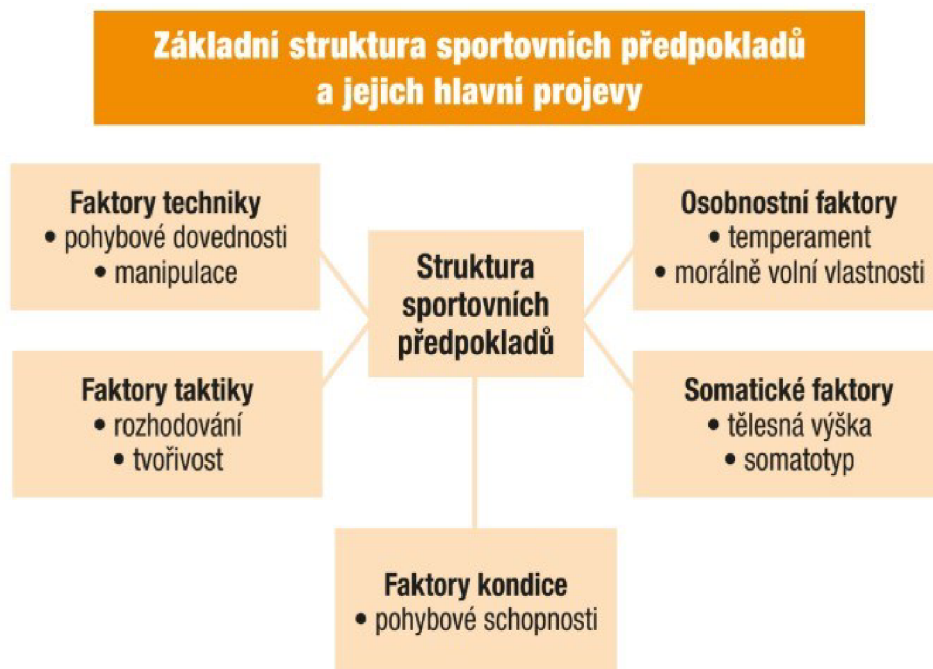 Základní struktura sportovních předpokladů
a jejich hlavní projevy
Faktory techniky
• pohybové dovednosti
• manipulace
Osobnostní faktory
• temperament
• morálně volní vlastnosti
Struktura
sportovních
předpokladů
Faktory taktiky
• rozhodování
• tvořivost
Somatické faktory
• tělesná výška
• somatotyp
Faktory kondice
• pohybové schopnosti